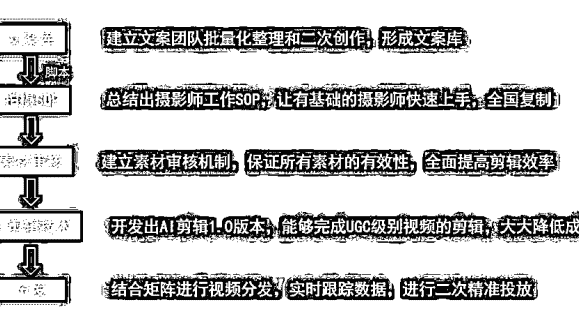 建立文案团队批量化整理和二次创作，形成文案库
脚本
总结出摄影师工作SOP，让有基础的摄影师快速上手，全国复制
建立素材审核机制，保证所有素材的有效性，全面提高剪辑效率
开发出AI剪辑1.0版本，能够完成UGC级别视频的剪辑，大大降低成
结合矩阵进行视频分发，实时跟踪数据，进行二次精准投放